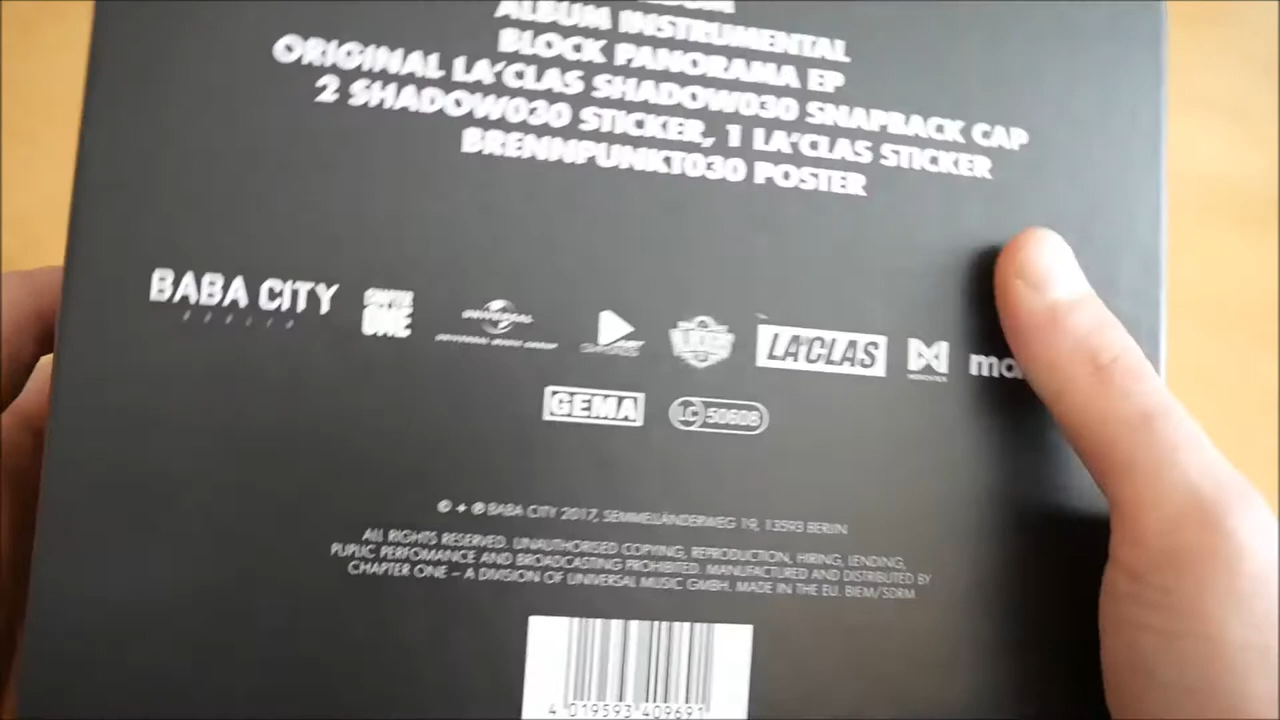 ALBUM INSTRUMENTAL
BLOCK PANORAMA EP
ORIGINAL LA'CLAS SHADOW030 SNAPBACK CAP
2 SHADOW030 STICKER, 1 LA'CLAS STICKER
BRENNPUNKT030 POSTER
BABA CITY
CHAPTER
ONE
UNIVERSAL
LA'CLAS
GEMA
LC 50608
© + ℗ BABA CITY 2017, SEMMELLÄNDERWEG 19, 13593 BERLIN
ALL RIGHTS RESERVED. UNAUTHORISED COPYING, REPRODUCTION, HIRING, LENDING,
PUPLIC PERFOMANCE AND BROADCASTING PROHIBITED. MANUFACTURED AND DISTRIBUTED BY
CHAPTER ONE – A DIVISION OF UNIVERSAL MUSIC GMBH. MADE IN THE EU. BIEM/SDRM
4 019593 409691